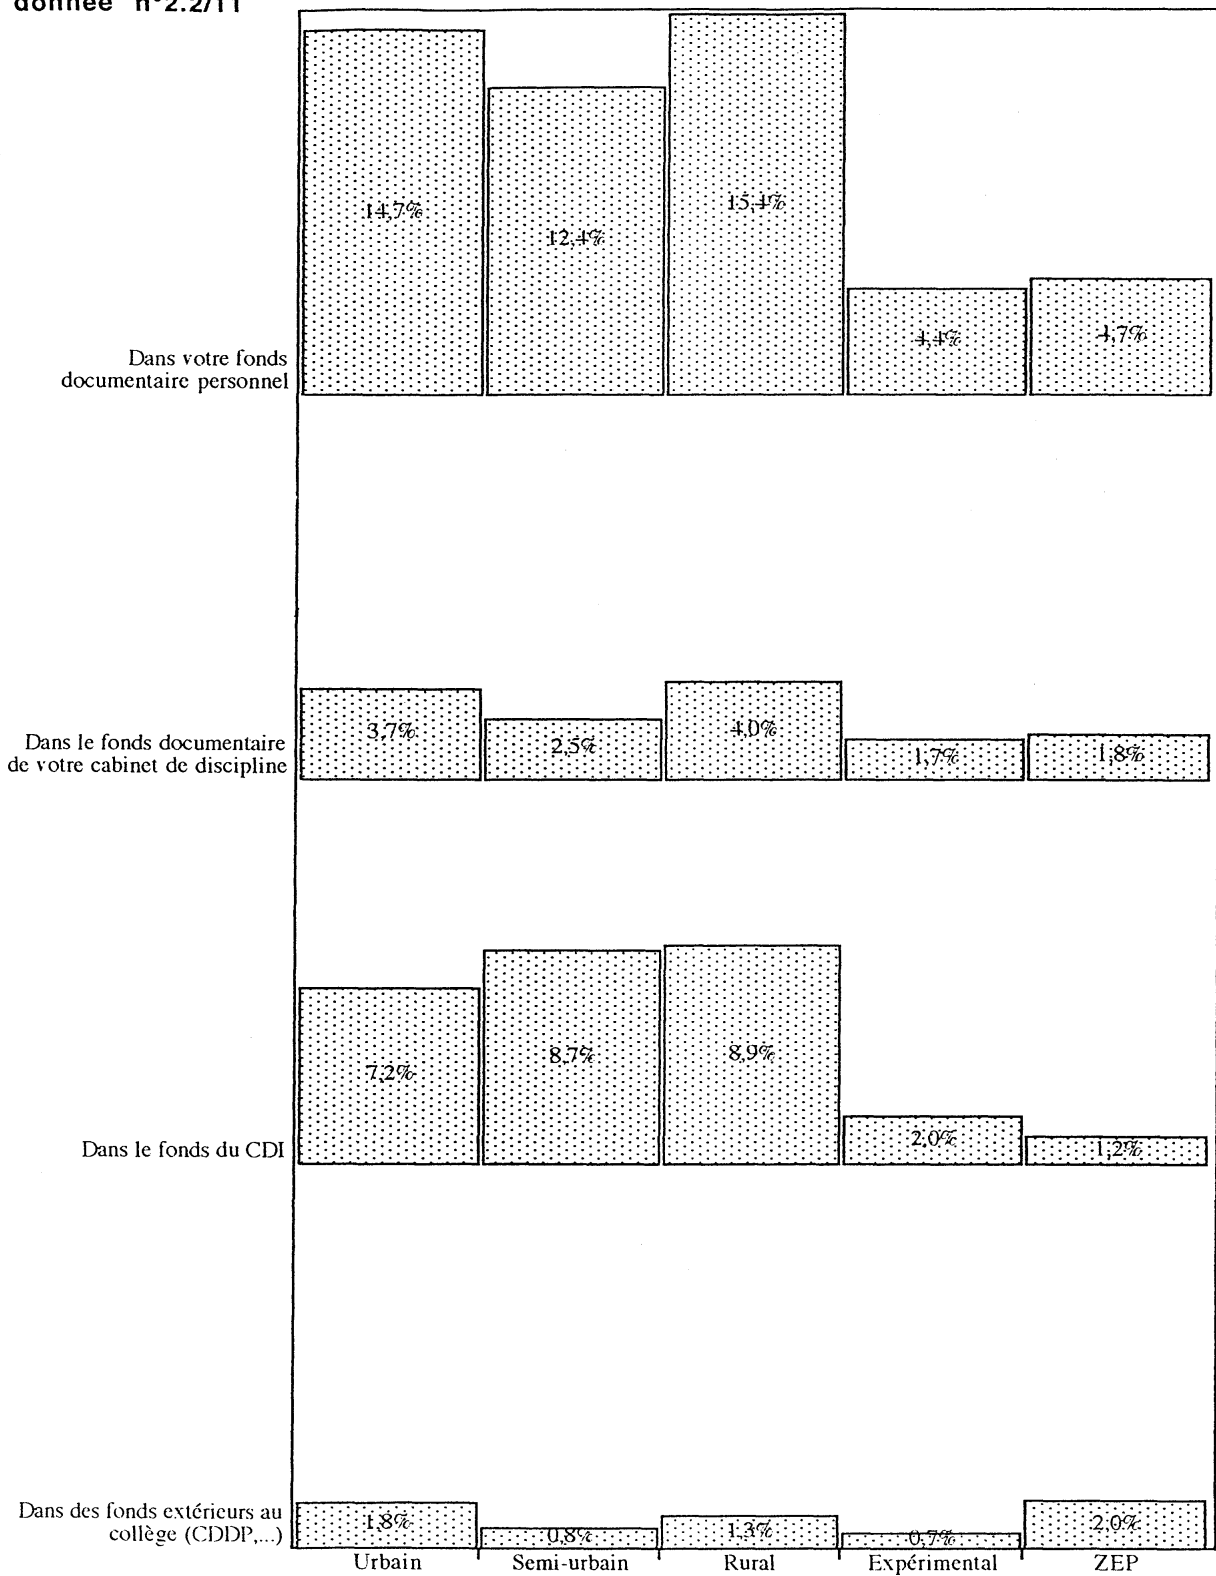 donnée n°2.2/11
14,7%
12,4%
15,4%
4,4%
4,7%
Dans votre fonds
documentaire personnel
3,7%
2,5%
4,0%
1,7%
1,8%
Dans le fonds documentaire
de votre cabinet de discipline
7,2%
8,7%
8,9%
2,0%
1,2%
Dans le fonds du CDI
1,8%
0,8%
1,3%
0,7%
2,0%
Dans des fonds extérieurs au
collège (CDDP,...)
Urbain
Semi-urbain
Rural
Expérimental
ZEP